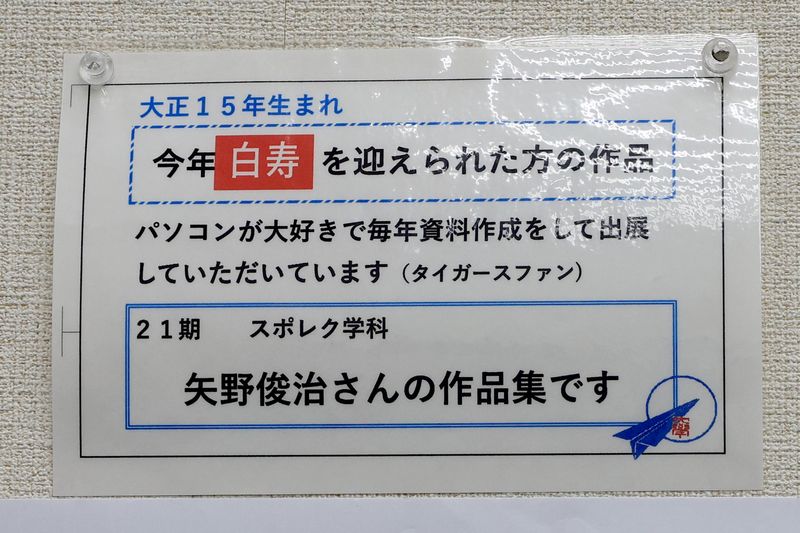 大正１５年生まれ
今年白寿を迎えられた方の作品
パソコンが大好きで毎年資料作成をして出展
していただいています（タイガースファン）
２１期　　スポレク学科
矢野俊治さんの作品集です